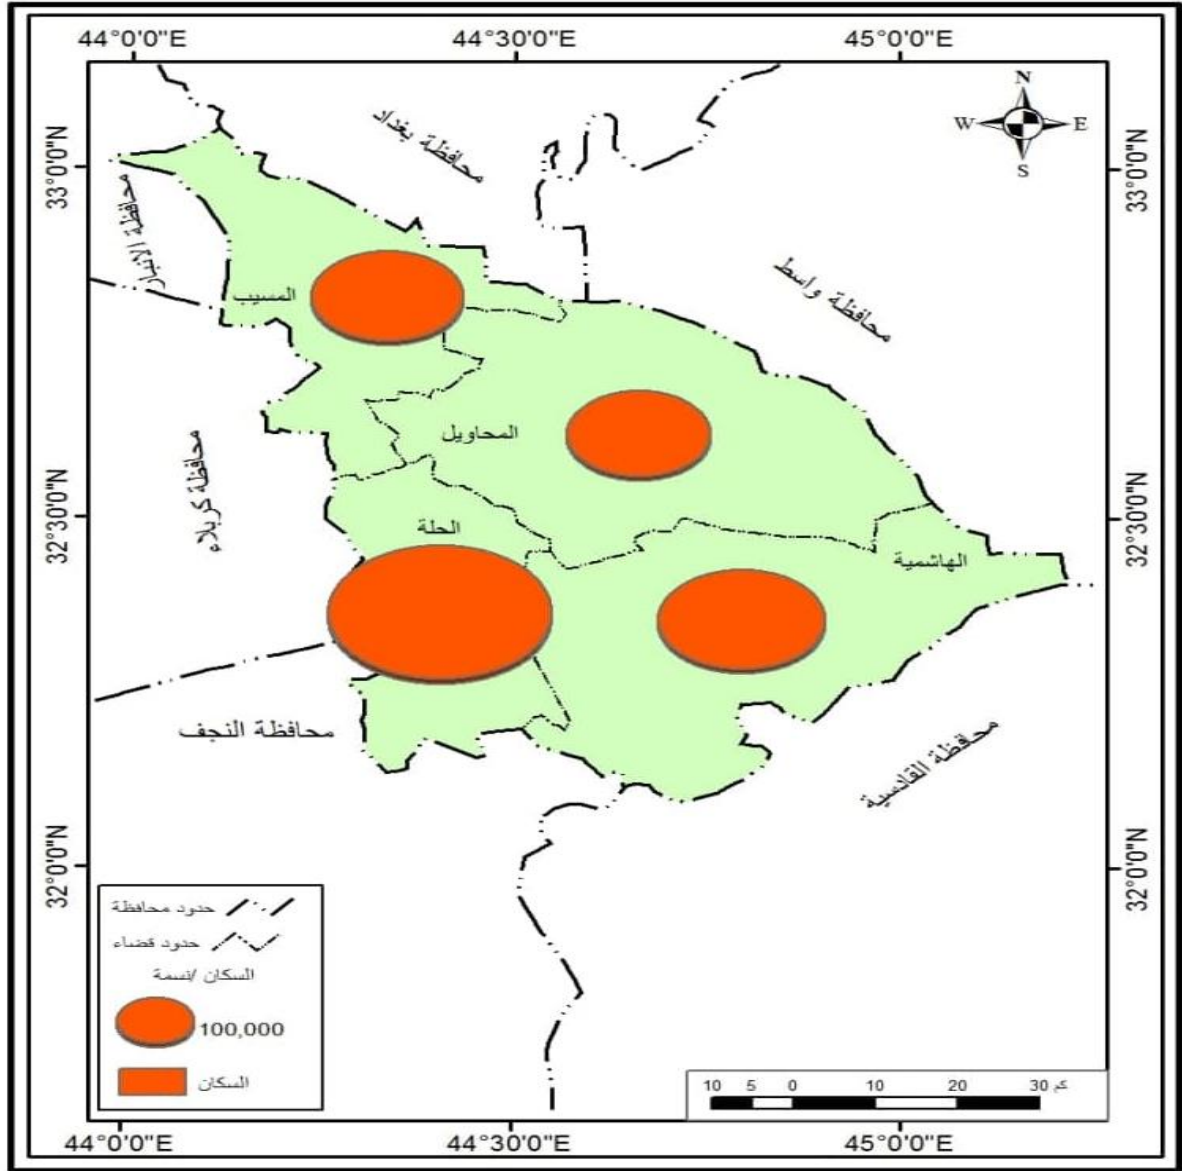 44°0'0"E 44°30'0"E 45°0'0"E
N
W E
S
33°0'0"N 33°0'0"N
محافظة بغداد
محافظة الانبار
محافظة واسط
المسيب
المحاويل
محافظة كربلاء
32°30'0"N 32°30'0"N
الحلة
الهاشمية
محافظة النجف
محافظة القادسية
32°0'0"N 32°0'0"N
حدود محافظة
حدود قضاء
السكان /نسمة
100,000
السكان
10 5 0 10 20 30 كم
44°0'0"E 44°30'0"E 45°0'0"E